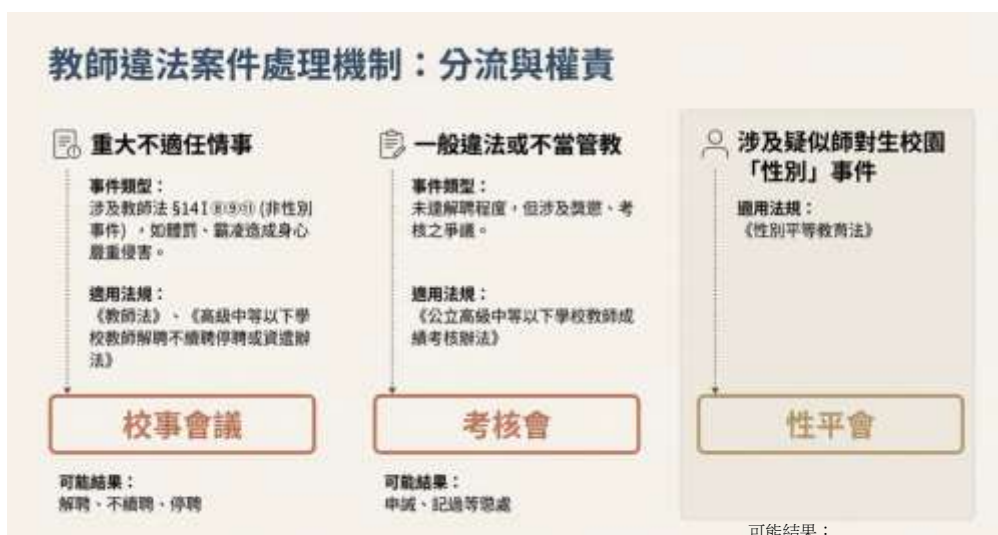 教師違法案件處理機制：分流與權責
重大不適任情事
事件類型：
涉及教師法 §14 I ⑧⑨⑩ (非性別
事件) ，如體罰、霸凌造成身心
嚴重侵害。
適用法規：
《教師法》、《高級中等以下學
校教師解聘不續聘停聘或資遣辦
法》
校事會議
可能結果：
解聘、不續聘、停聘
一般違法或不當管教
事件類型：
未達解聘程度，但涉及獎懲、考
核之爭議。
適用法規：
《公立高級中等以下學校教師成
績考核辦法》
考核會
可能結果：
申誡、記過等懲處
涉及疑似師對生校園
「性別」事件
適用法規：
《性別平等教育法》
性平會
可能結果：